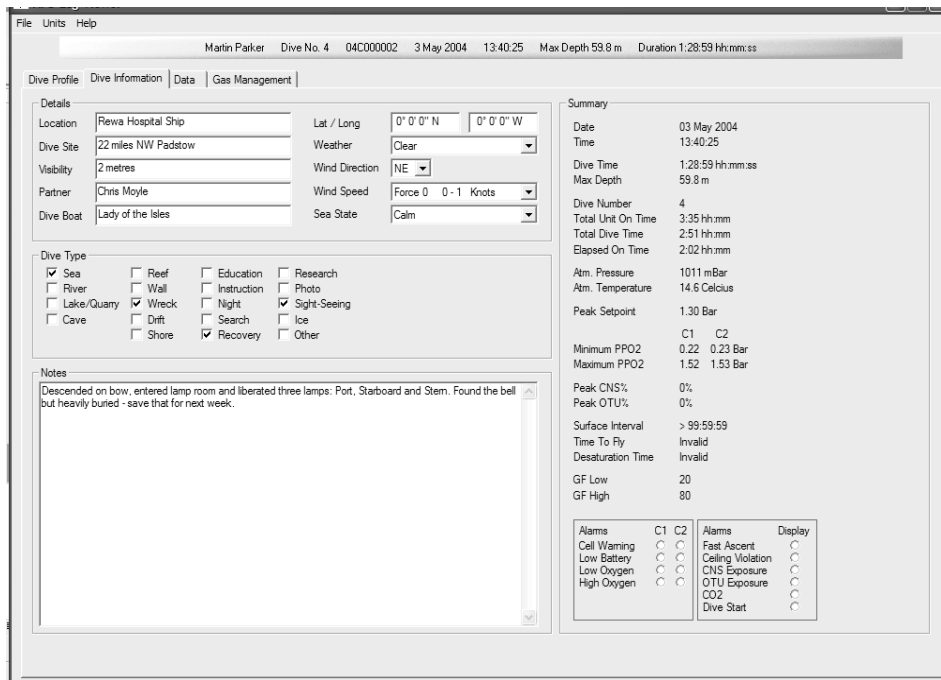 File Units Help
Martin Parker Dive No. 4 04C000002 3 May 2004 13:40:25 Max Depth 59.8 m Duration 1:28:59 hh:mm:ss
Dive Profile Dive Information Data Gas Management
Details
Location Rewa Hospital Ship
Dive Site 22 miles NW Padstow
Visibility 2 metres
Partner Chris Moyle
Dive Boat Lady of the Isles
Lat / Long 0° 0' 0" N 0° 0' 0" W
Weather Clear
Wind Direction NE
Wind Speed Force 0 0 - 1 Knots
Sea State Calm
Dive Type
Sea Reef Education Research
River Wall Instruction Photo
Lake/Quarry Wreck Night Sight-Seeing
Cave Drift Search Ice
Shore Recovery Other
Notes
Descended on bow, entered lamp room and liberated three lamps: Port, Starboard and Stern. Found the bell
but heavily buried - save that for next week.
Summary
Date 03 May 2004
Time 13:40:25
Dive Time 1:28:59 hh:mm:ss
Max Depth 59.8 m
Dive Number 4
Total Unit On Time 3:35 hh:mm
Total Dive Time 2:51 hh:mm
Elapsed On Time 2:02 hh:mm
Atm. Pressure 1011 mBar
Atm. Temperature 14.6 Celcius
Peak Setpoint 1.30 Bar
C1 C2
Minimum PPO2 0.22 0.23 Bar
Maximum PPO2 1.52 1.53 Bar
Peak CNS% 0%
Peak OTU% 0%
Surface Interval > 99:59:59
Time To Fly Invalid
Desaturation Time Invalid
GF Low 20
GF High 80
Alarms C1 C2
Cell Warning
Low Battery
Low Oxygen
High Oxygen
Alarms Display
Fast Ascent
Ceiling Violation
CNS Exposure
OTU Exposure
CO2
Dive Start